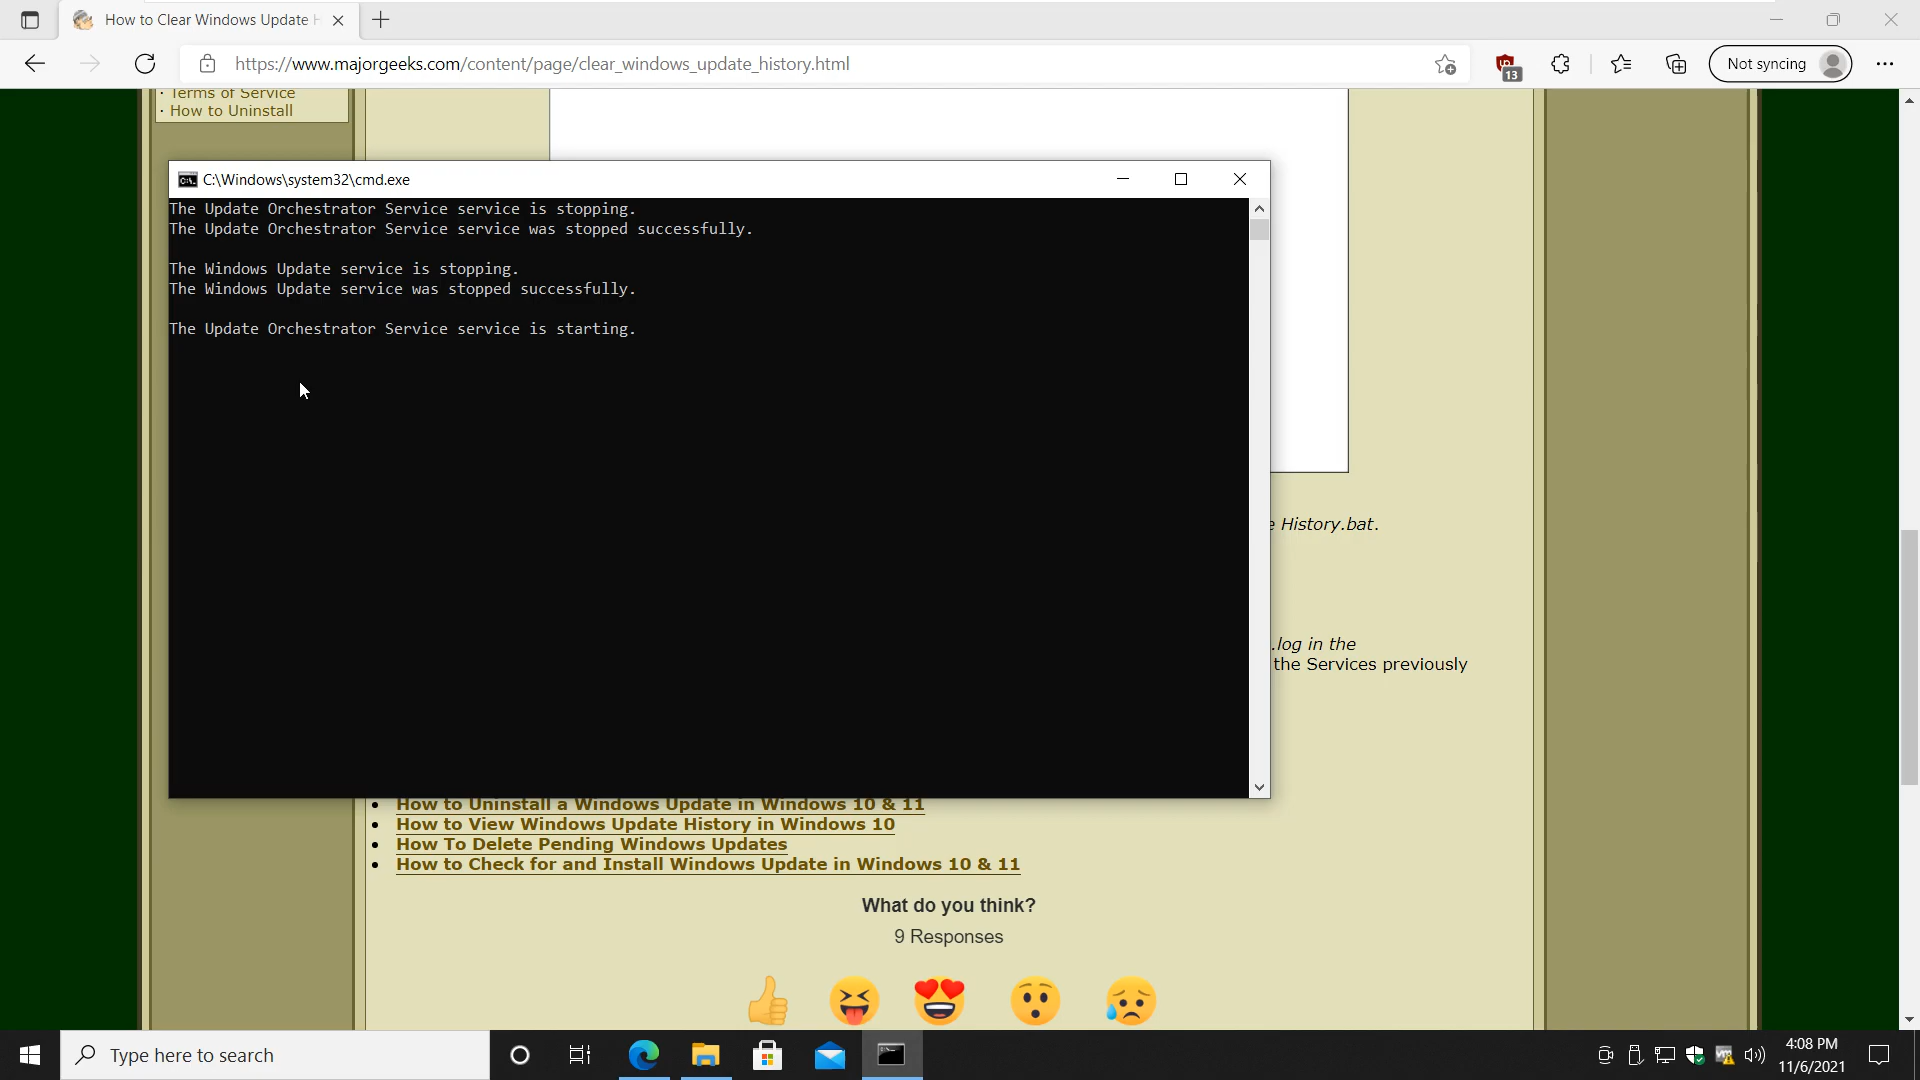 How to Clear Windows Update
https://www.majorgeeks.com/content/page/clear_windows_update_history.html
13
Not syncing
· Terms of Service
· How to Uninstall
C:\Windows\system32\cmd.exe
The Update Orchestrator Service service is stopping.
The Update Orchestrator Service service was stopped successfully.
The Windows Update service is stopping.
The Windows Update service was stopped successfully.
The Update Orchestrator Service service is starting.
History.bat.
.log in the
the Services previously
How to Uninstall a Windows Update in Windows 10 & 11
How to View Windows Update History in Windows 10
How To Delete Pending Windows Updates
How to Check for and Install Windows Update in Windows 10 & 11
What do you think?
9 Responses
Type here to search
4:08 PM
11/6/2021